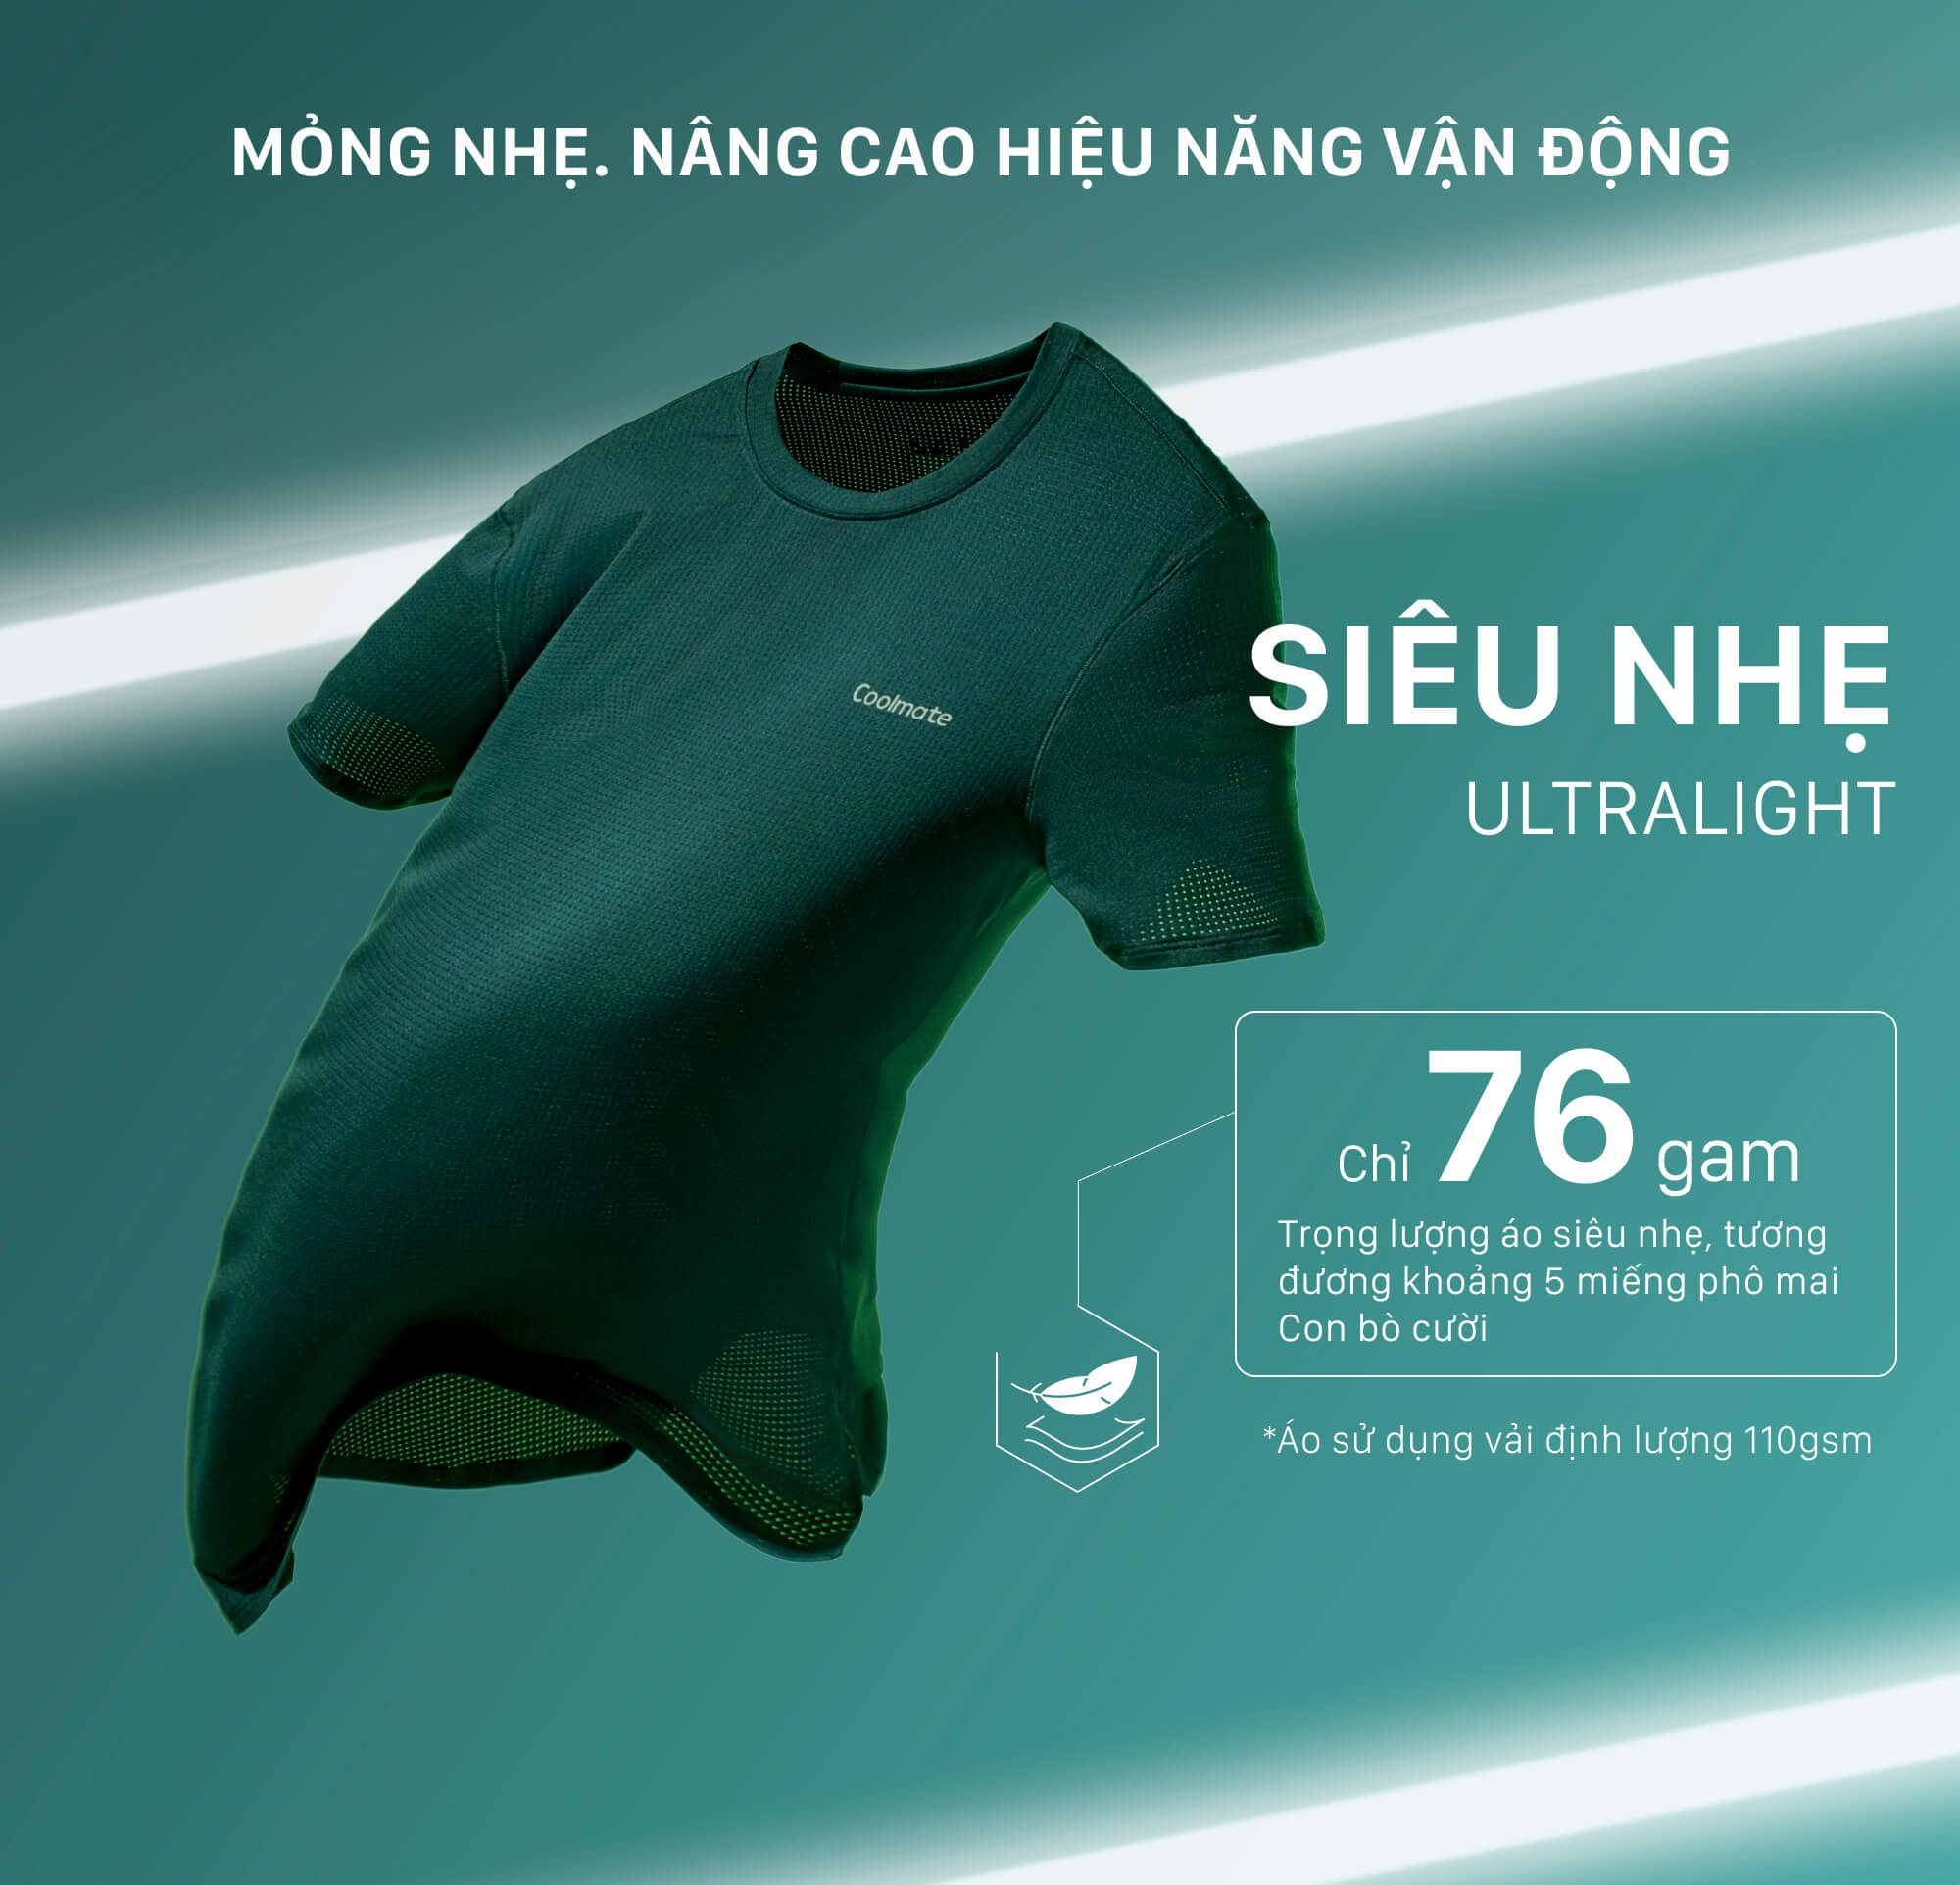 MỎNG NHẸ. NÂNG CAO HIỆU NĂNG VẬN ĐỘNG
Coolmate
SIÊU NHẸ
ULTRALIGHT
Chỉ 76 gam
Trọng lượng áo siêu nhẹ, tương
đương khoảng 5 miếng phô mai
Con bò cười
*Áo sử dụng vải định lượng 110gsm